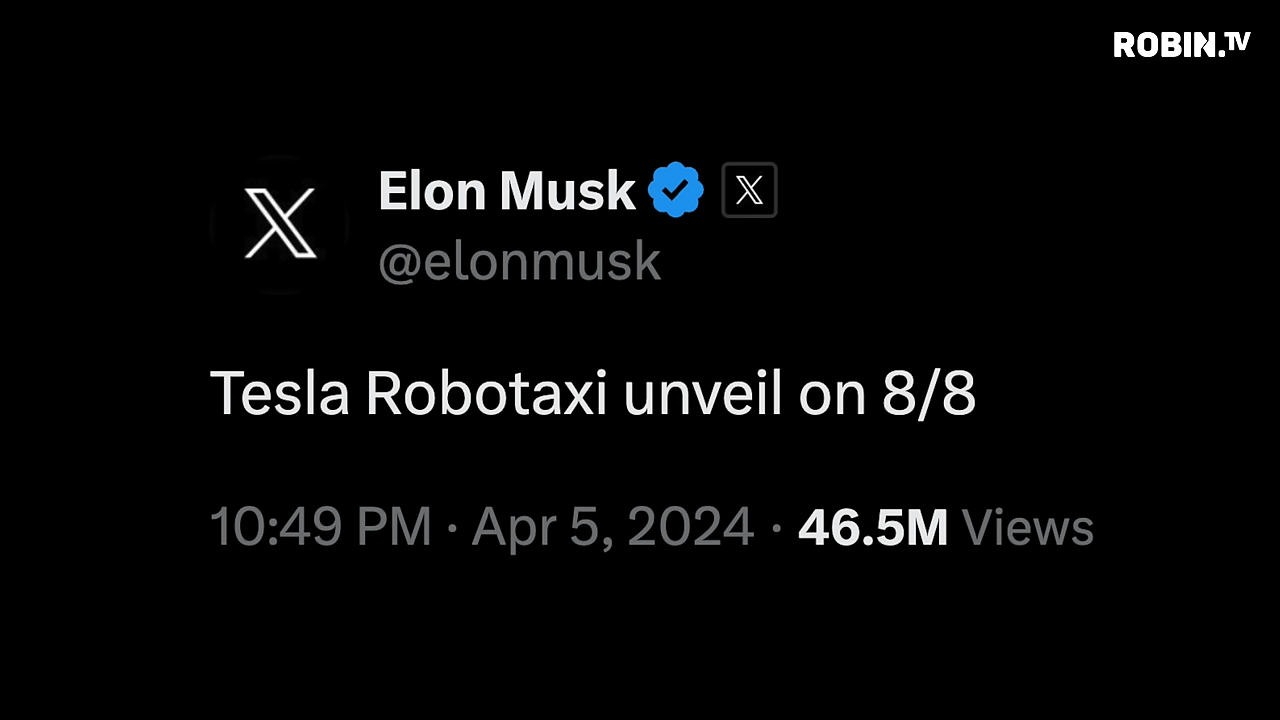 ROBIN.TV
Elon Musk
@elonmusk
Tesla Robotaxi unveil on 8/8
10:49 PM · Apr 5, 2024 · 46.5M Views